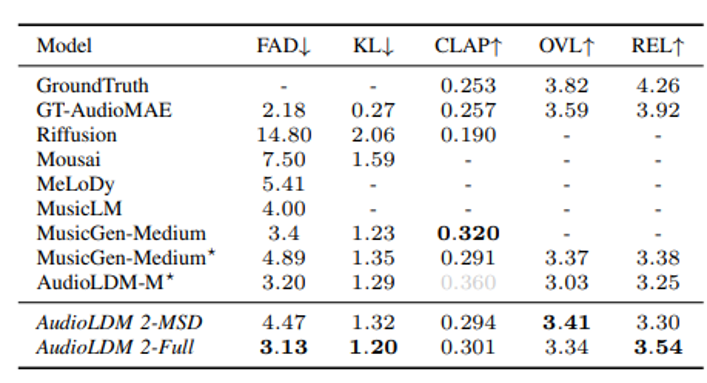 Model FAD↓ KL↓ CLAP↑ OVL↑ REL↑
GroundTruth - - 0.253 3.82 4.26
GT-AudioMAE 2.18 0.27 0.257 3.59 3.92
Riffusion 14.80 2.06 0.190 - -
Mousai 7.50 1.59 - - -
MeLoDy 5.41 - - - -
MusicLM 4.00 - - - -
MusicGen-Medium 3.4 1.23 0.320 - -
MusicGen-Medium* 4.89 1.35 0.291 3.37 3.38
AudioLDM-M* 3.20 1.29 0.360 3.03 3.25
AudioLDM 2-MSD 4.47 1.32 0.294 3.41 3.30
AudioLDM 2-Full 3.13 1.20 0.301 3.34 3.54